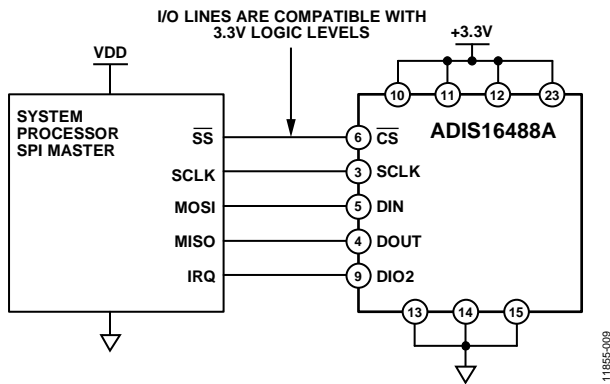 I/O LINES ARE COMPATIBLE WITH
3.3V LOGIC LEVELS
VDD
+3.3V
10
11
12
23
SYSTEM
PROCESSOR
SPI MASTER
ADIS16488A
SS
6
CS
SCLK
3
SCLK
MOSI
5
DIN
MISO
4
DOUT
IRQ
9
DIO2
13
14
15
11855-009